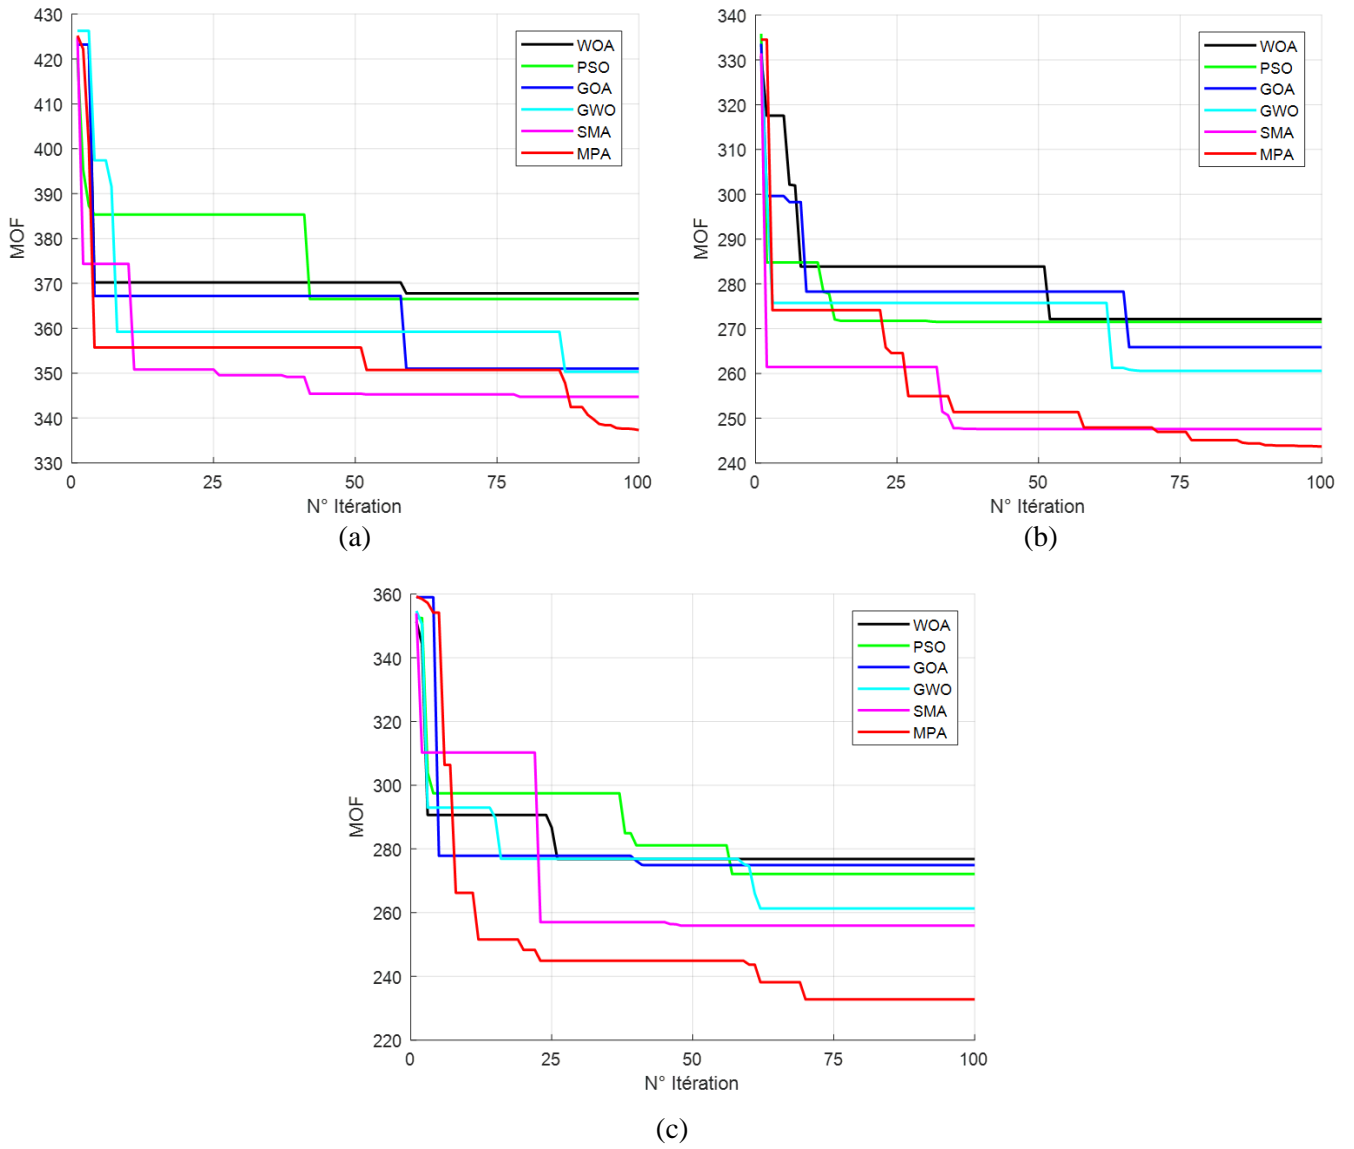 430
420
410
400
390
380
370
360
350
340
330
MOF
0 25 50 75 100
N° Itération
WOA
PSO
GOA
GWO
SMA
MPA
(a)
340
330
320
310
300
290
280
270
260
250
240
MOF
0 25 50 75 100
N° Itération
WOA
PSO
GOA
GWO
SMA
MPA
(b)
360
340
320
300
280
260
240
220
MOF
0 25 50 75 100
N° Itération
WOA
PSO
GOA
GWO
SMA
MPA
(c)